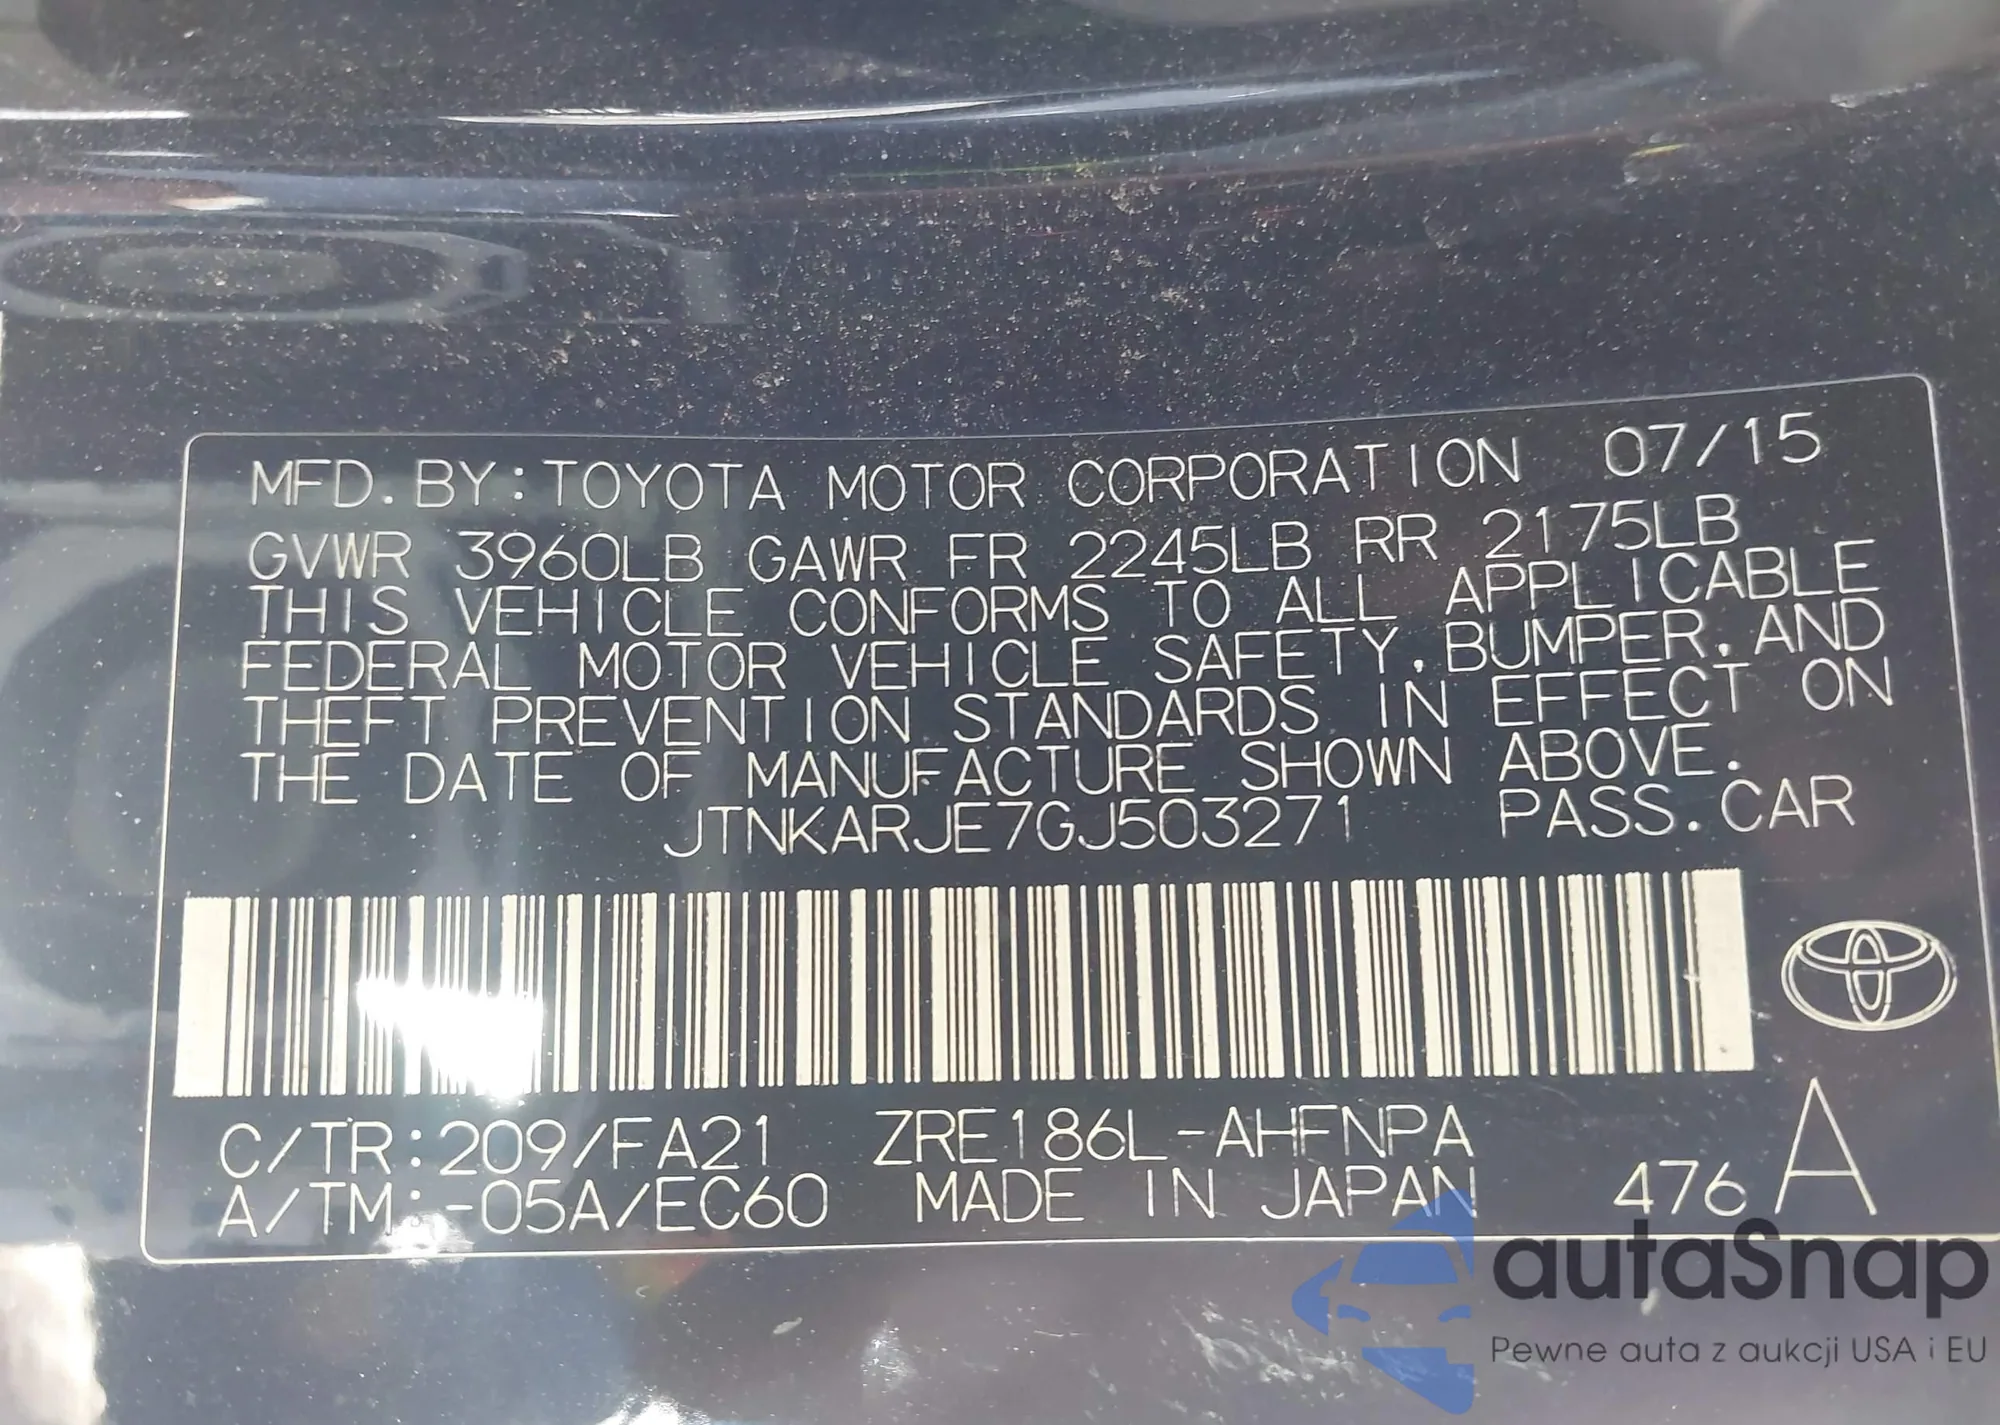 MFD. BY: TOYOTA MOTOR CORPORATION 07/15
GVWR 3960LB GAWR FR 2245LB RR 2175LB
THIS VEHICLE CONFORMS TO ALL APPLICABLE
FEDERAL MOTOR VEHICLE SAFETY, BUMPER, AND
THEFT PREVENTION STANDARDS IN EFFECT ON
THE DATE OF MANUFACTURE SHOWN ABOVE.
JTNKARJE7GJ503271 PASS. CAR
C/TR: 209/FA21 ZRE186L-AHFNPA
A/TM: -05A/EC60 MADE IN JAPAN 476 A
autaSnap
Pewne auta z aukcji USA i EU